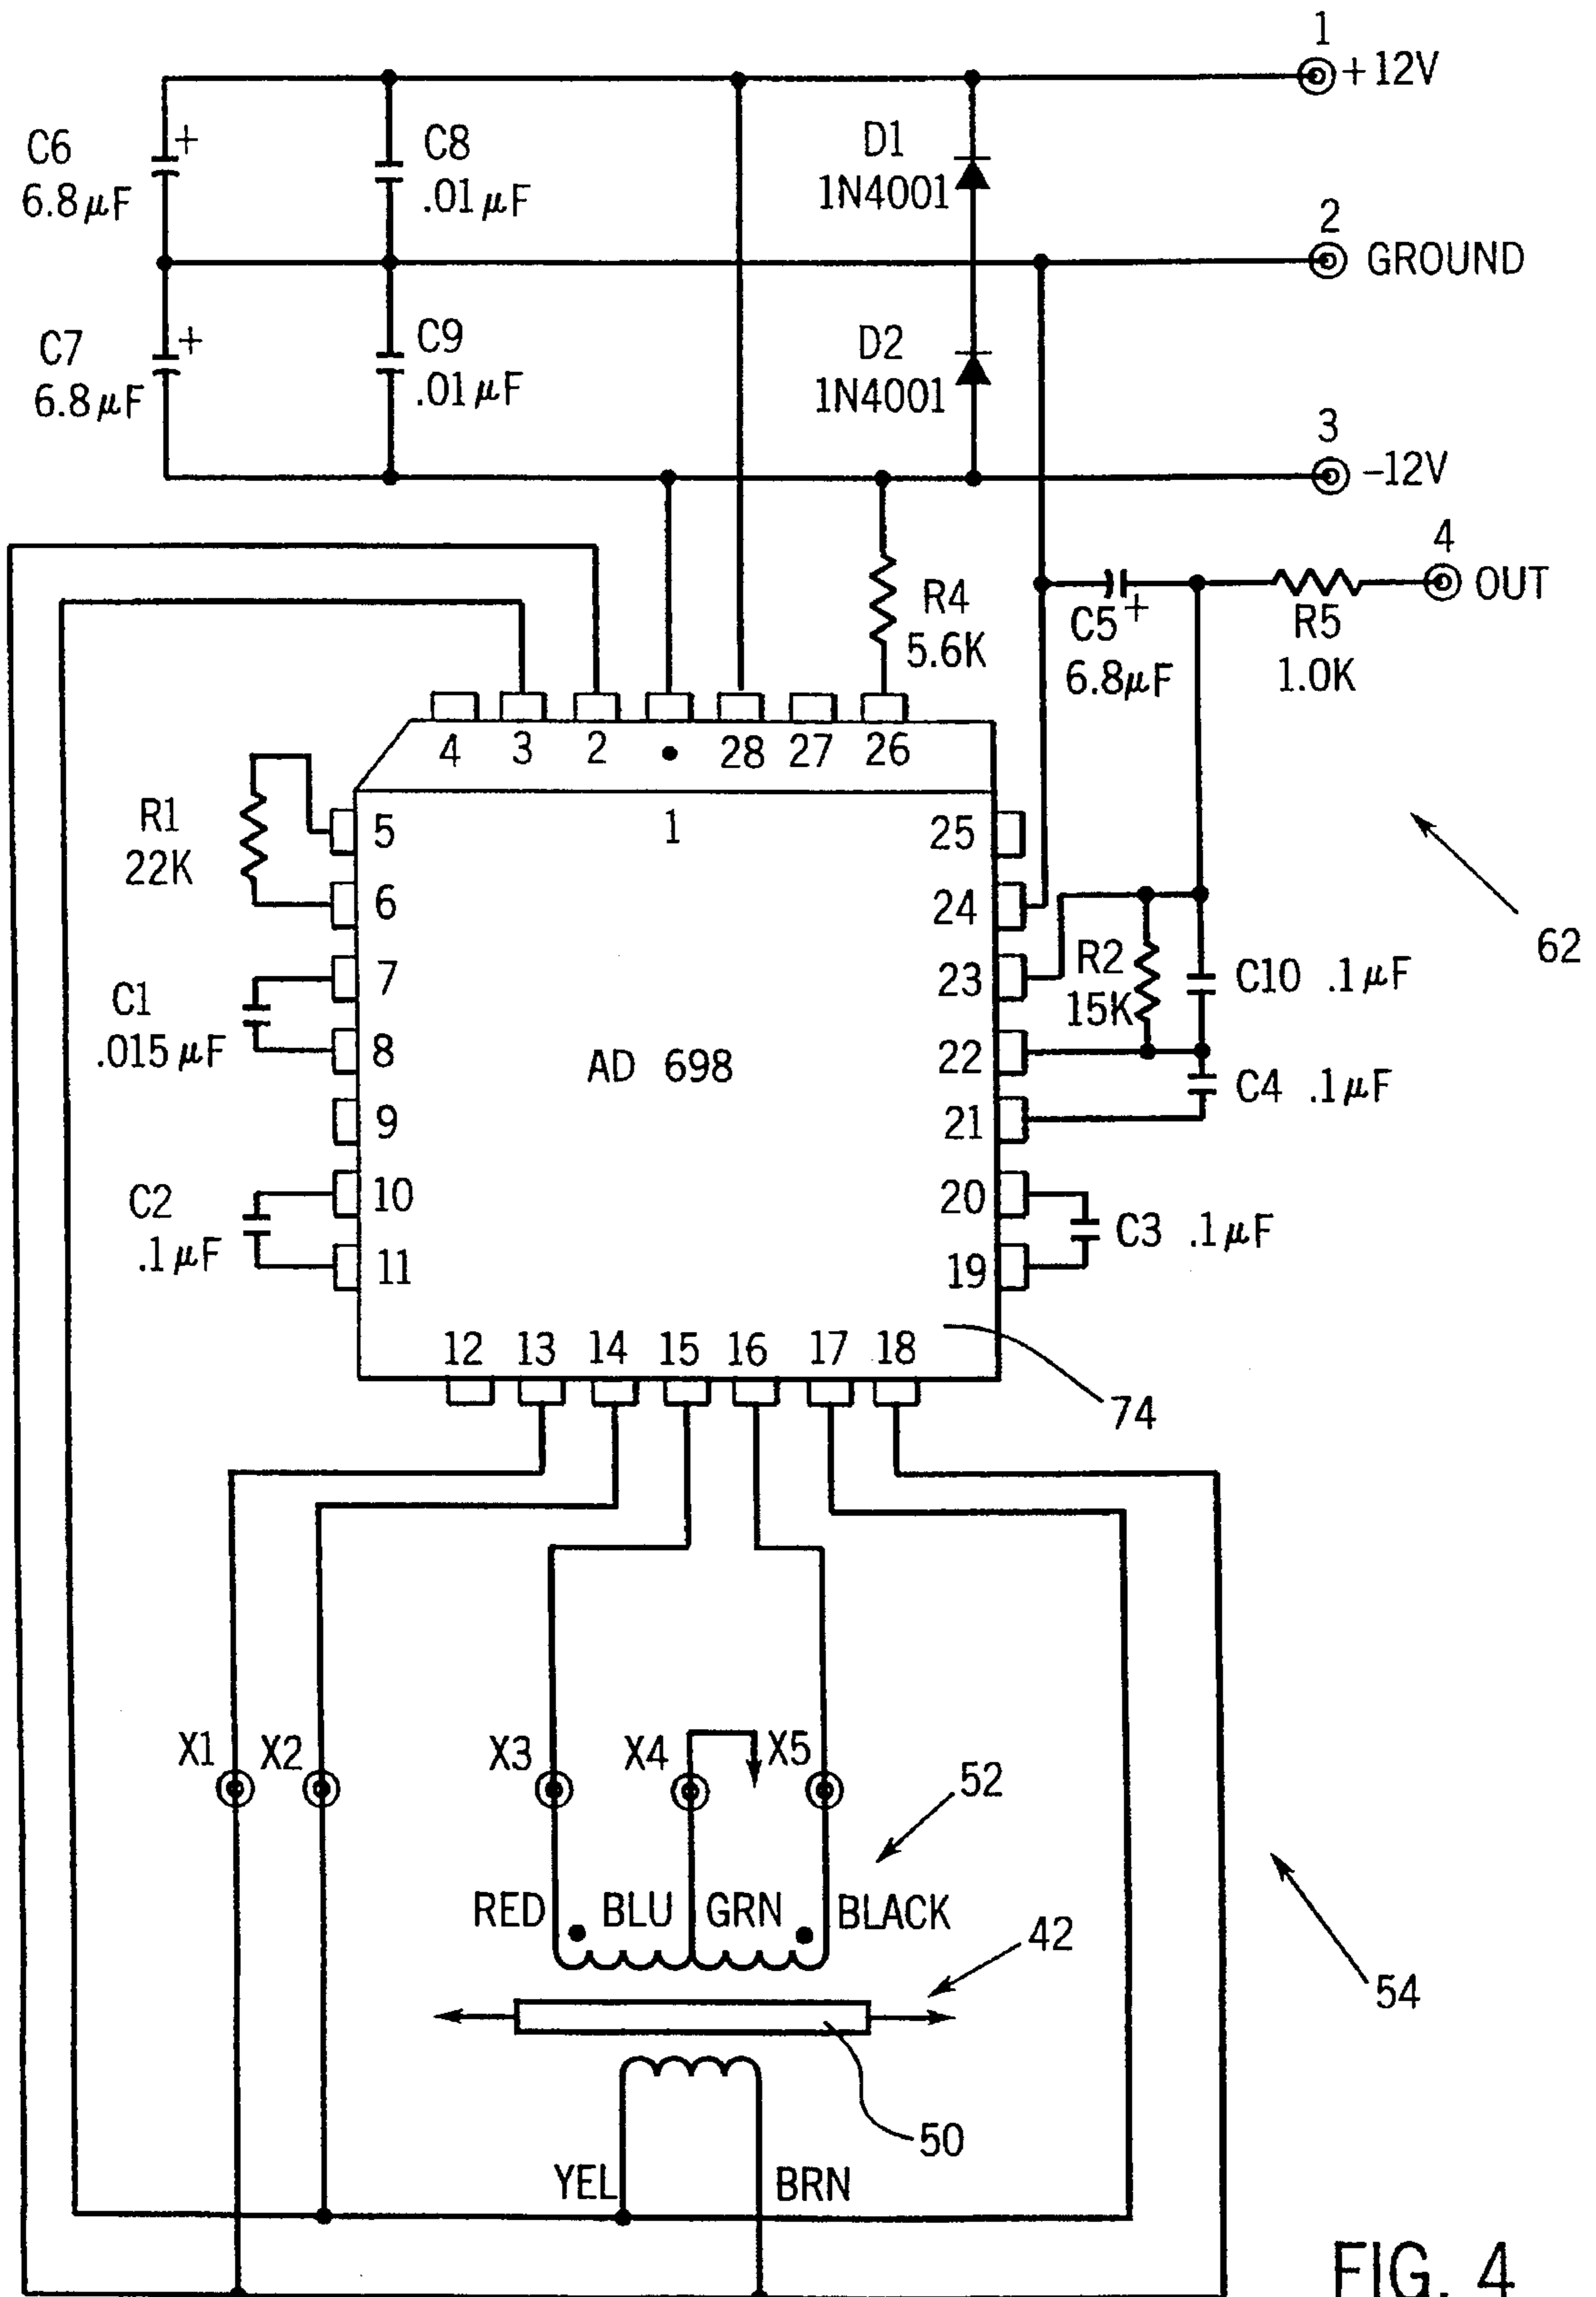 1
+12V
C6
+
6.8μF
C8
.01μF
D1
1N4001
2
GROUND
C7
+
6.8μF
C9
.01μF
D2
1N4001
3
-12V
4
OUT
R4
5.6K
C5 +
6.8μF
R5
1.0K
4 3 2 28 27 26
1
R1
22K
5
6
25
24
23
R2
15K
C10 .1μF
62
C1
.015μF
7
8
AD 698
22
21
C4 .1μF
9
C2
.1μF
10
11
20
19
C3 .1μF
12 13 14 15 16 17 18
74
X1 X2 X3 X4 X5
52
RED BLU GRN BLACK
42
54
50
YEL BRN
FIG. 4